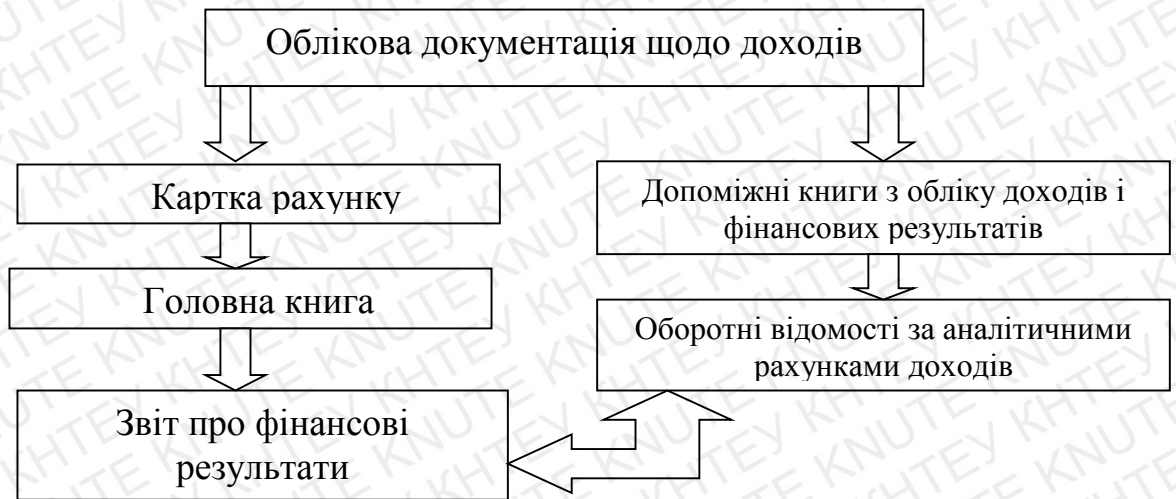 Облікова документація щодо доходів
Картка рахунку
Допоміжні книги з обліку доходів і
фінансових результатів
Головна книга
Оборотні відомості за аналітичними
рахунками доходів
Звіт про фінансові
результати